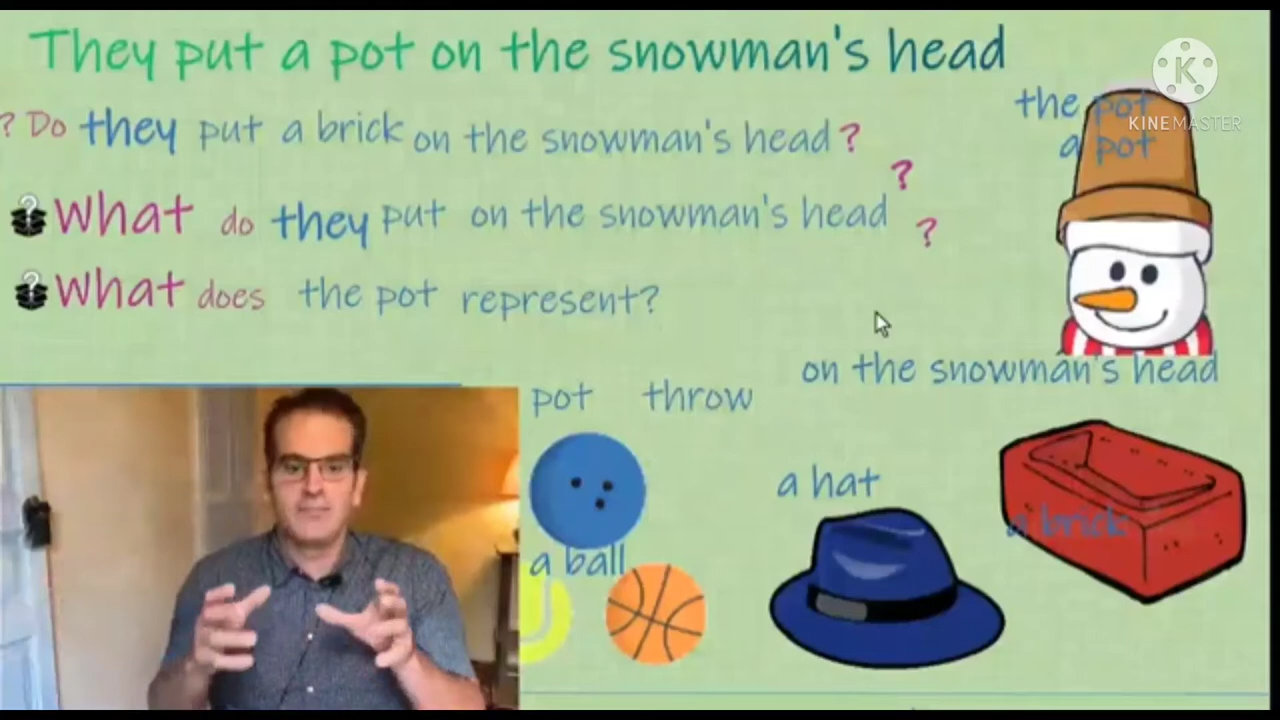 They put a pot on the snowman's head
? Do they put a brick on the snowman's head ?
What do they put on the snowman's head ?
?
What does the pot represent?
the pot
a pot
K
KINEMASTER
on the snowman's head
pot throw
a ball
a hat
a brick